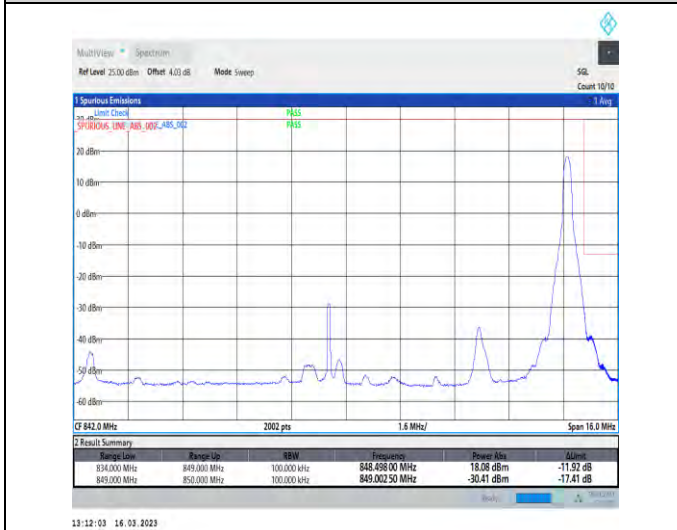 MultiView Spectrum
Ref Level 25.00 dBm Offset 4.03 dB Mode Sweep SGL
Count 10/10
1 Spurious Emissions 1 Avg
Limit Check PASS
SPURIOUS_LINE_ABS_002 PASS
20 dBm
10 dBm
0 dBm
-10 dBm
-20 dBm
-30 dBm
-40 dBm
-50 dBm
-60 dBm
CF 842.0 MHz 2002 pts 1.6 MHz/ Span 16.0 MHz
2 Result Summary
Range Low Range Up RBW Frequency Power Abs ΔLimit
834.000 MHz 849.000 MHz 100.000 kHz 848.49800 MHz 18.08 dBm -11.92 dB
849.000 MHz 850.000 MHz 100.000 kHz 849.00250 MHz -30.41 dBm -17.41 dB
Ready
13:12:03 16.03.2023